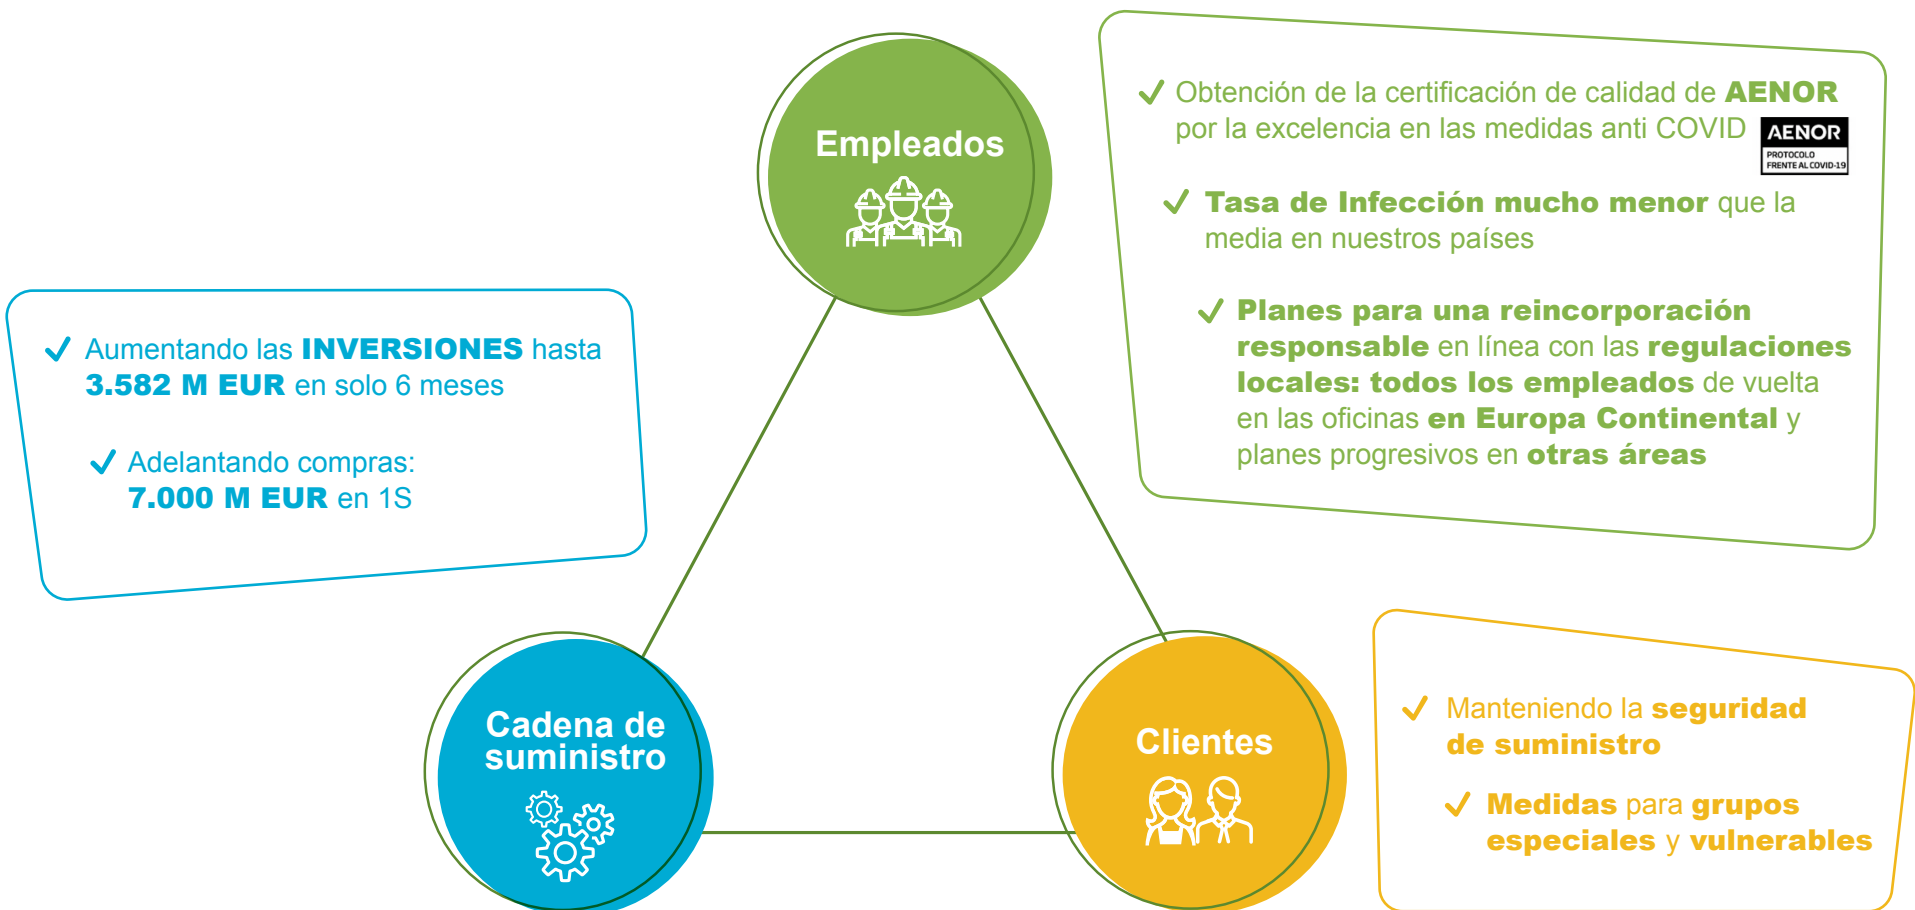 Empleados
✓ Obtención de la certificación de calidad de AENOR
por la excelencia en las medidas anti COVID
AENOR
PROTOCOLO
FRENTE AL COVID-19
✓ Tasa de Infección mucho menor que la
media en nuestros países
✓ Planes para una reincorporación
responsable en línea con las regulaciones
locales: todos los empleados de vuelta
en las oficinas en Europa Continental y
planes progresivos en otras áreas
✓ Aumentando las INVERSIONES hasta
3.582 M EUR en solo 6 meses
✓ Adelantando compras:
7.000 M EUR en 1S
Cadena de
suministro
Clientes
✓ Manteniendo la seguridad
de suministro
✓ Medidas para grupos
especiales y vulnerables